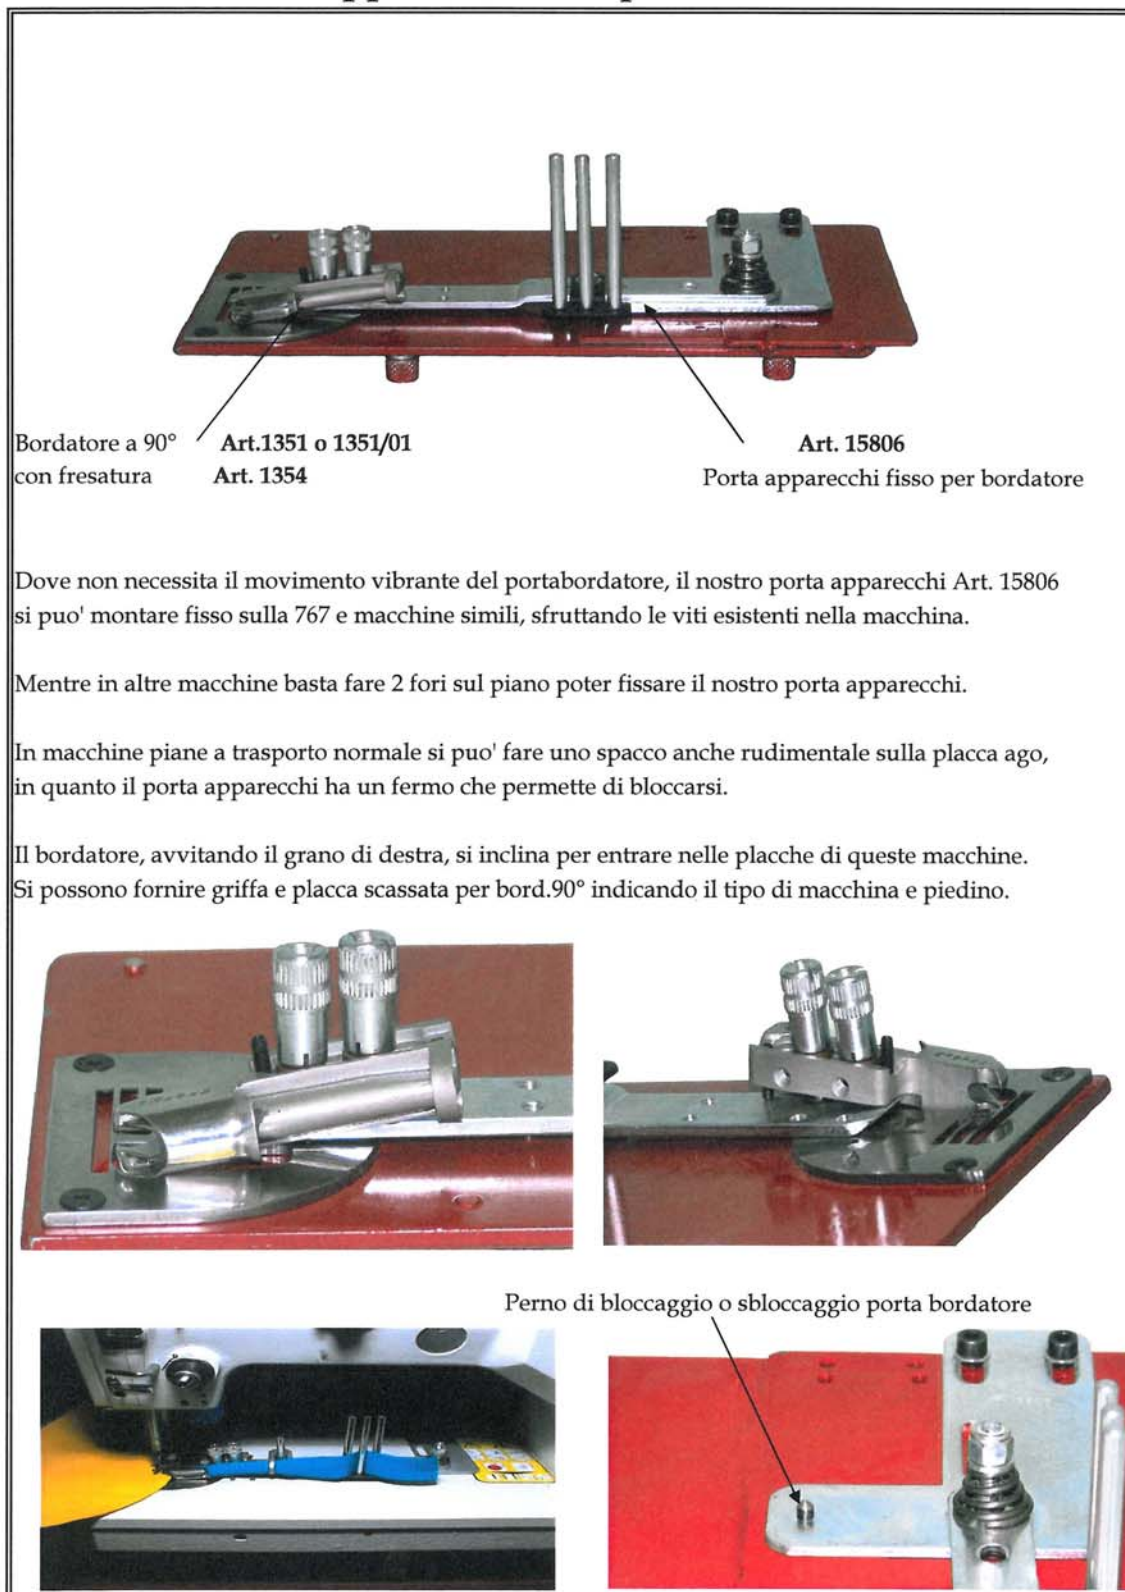 Bordatore a 90° Art.1351 o 1351/01
con fresatura Art. 1354
Art. 15806
Porta apparecchi fisso per bordatore
Dove non necessita il movimento vibrante del portabordatore, il nostro porta apparecchi Art. 15806
si puo' montare fisso sulla 767 e macchine simili, sfruttando le viti esistenti nella macchina.
Mentre in altre macchine basta fare 2 fori sul piano poter fissare il nostro porta apparecchi.
In macchine piane a trasporto normale si puo' fare uno spacco anche rudimentale sulla placca ago,
in quanto il porta apparecchi ha un fermo che permette di bloccarsi.
Il bordatore, avvitando il grano di destra, si inclina per entrare nelle placche di queste macchine.
Si possono fornire griffa e placca scassata per bord.90° indicando il tipo di macchina e piedino.
Perno di bloccaggio o sbloccaggio porta bordatore